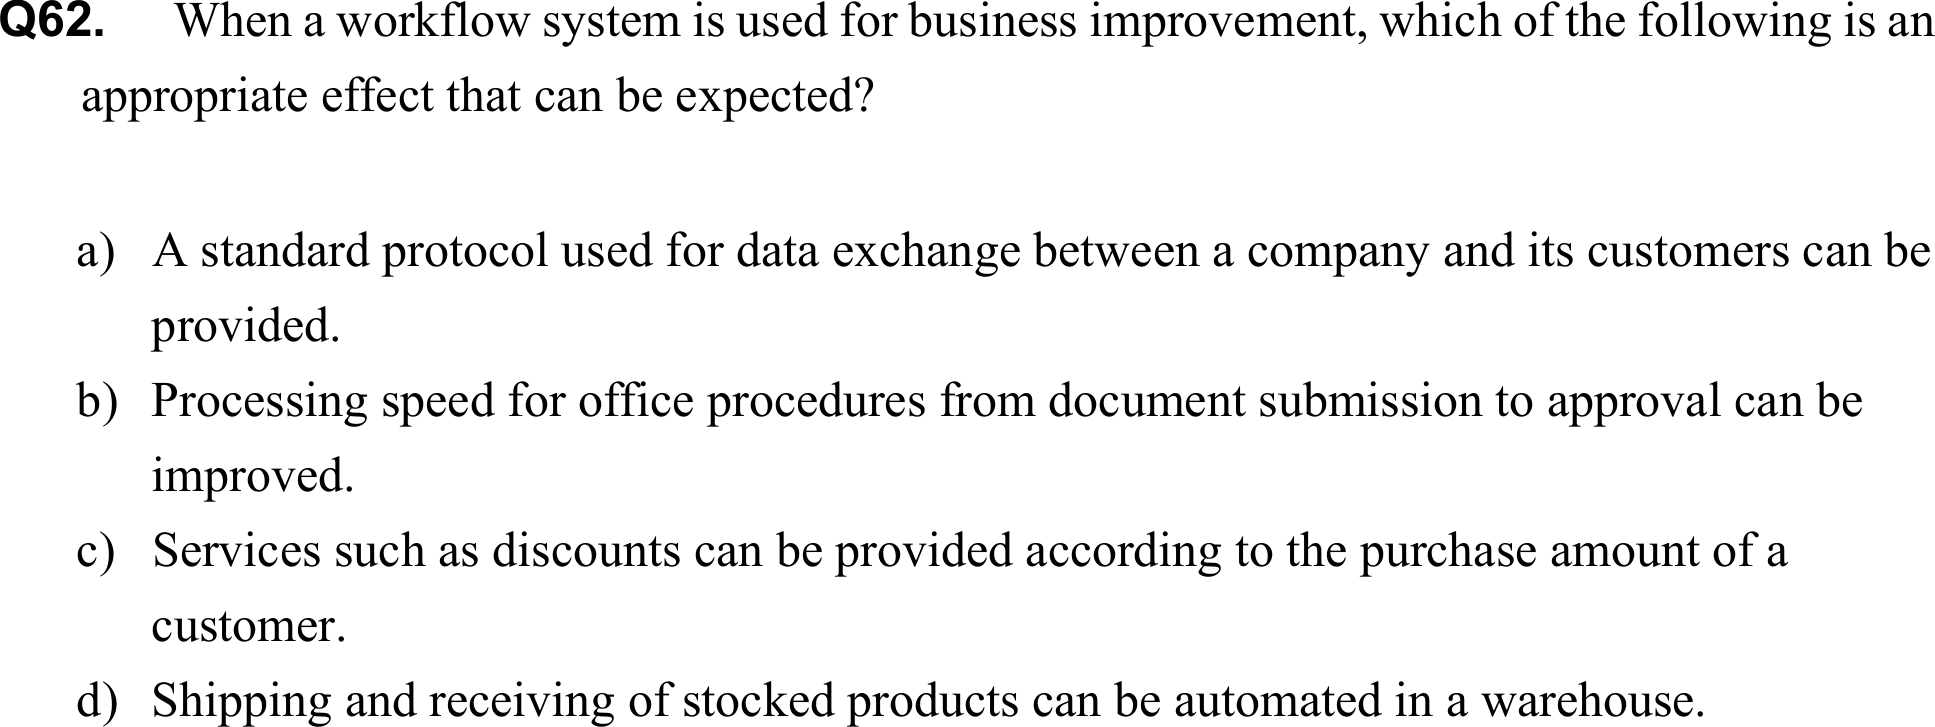 Q62. When a workflow system is used for business improvement, which of the following is an
appropriate effect that can be expected?
a) A standard protocol used for data exchange between a company and its customers can be
provided.
b) Processing speed for office procedures from document submission to approval can be
improved.
c) Services such as discounts can be provided according to the purchase amount of a
customer.
d) Shipping and receiving of stocked products can be automated in a warehouse.